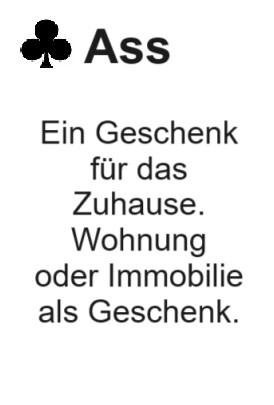 ♣ Ass
Ein Geschenk
für das
Zuhause.
Wohnung
oder Immobilie
als Geschenk.